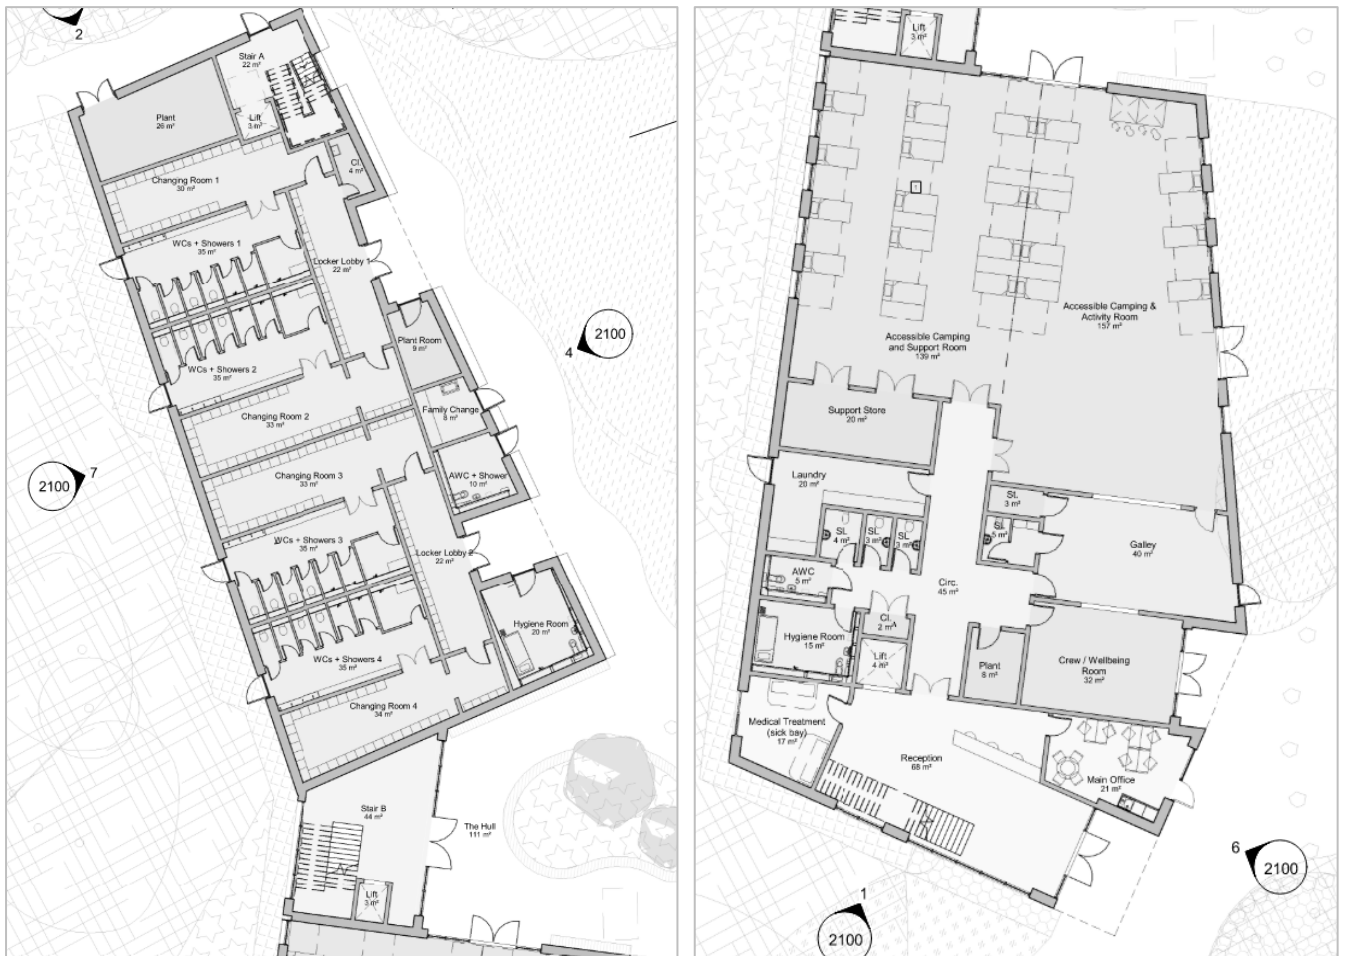 2
Stair A
22 m²
Plant
26 m²
Lift
3 m²
Cl.
4 m²
Changing Room 1
30 m²
WCs + Showers 1
35 m²
Locker Lobby 1
22 m²
Plant Room
9 m²
WCs + Showers 2
35 m²
Family Change
8 m²
Changing Room 2
33 m²
Changing Room 3
33 m²
AWC + Shower
10 m²
WCs + Showers 3
35 m²
Locker Lobby 2
22 m²
Hygiene Room
20 m²
WCs + Showers 4
35 m²
Changing Room 4
34 m²
Stair B
44 m²
The Hull
111 m²
Lift
3 m²
2100
4
2100
7
Lift
3 m²
Accessible Camping &
Activity Room
157 m²
Accessible Camping
and Support Room
139 m²
Support Store
20 m²
Laundry
20 m²
St.
3 m²
SL
4 m²
SL
3 m²
SL
3 m²
SL
5 m²
Galley
40 m²
AWC
5 m²
Circ.
45 m²
Cl.
2 m²
Hygiene Room
15 m²
Lift
4 m²
Plant
8 m²
Crew / Wellbeing
Room
32 m²
Medical Treatment
(sick bay)
17 m²
Reception
68 m²
Main Office
21 m²
6
2100
1
2100